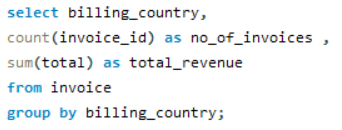 select billing_country,
count(invoice_id) as no_of_invoices ,
sum(total) as total_revenue
from invoice
group by billing_country;